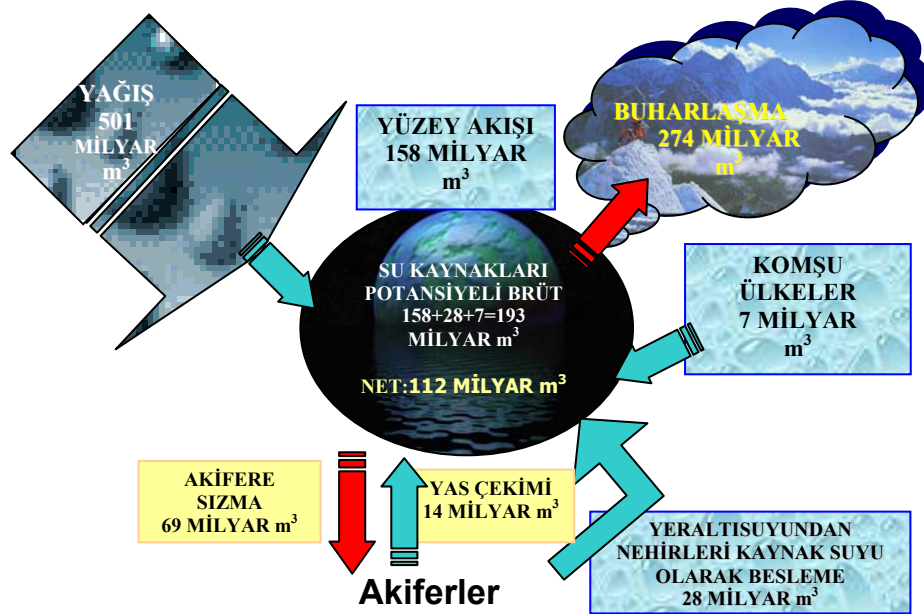 YAĞIŞ
501
MİLYAR
m³
YÜZEY AKIŞI
158 MİLYAR
m³
BUHARLAŞMA
274 MİLYAR
m³
SU KAYNAKLARI
POTANSİYELİ BRÜT
158+28+7=193
MİLYAR m³
NET:112 MİLYAR m³
KOMŞU
ÜLKELER
7 MİLYAR
m³
AKİFERE
SIZMA
69 MİLYAR m³
YAS ÇEKİMİ
14 MİLYAR m³
YERALTISUYUNDAN
NEHİRLERİ KAYNAK SUYU
OLARAK BESLEME
28 MİLYAR m³
Akiferler